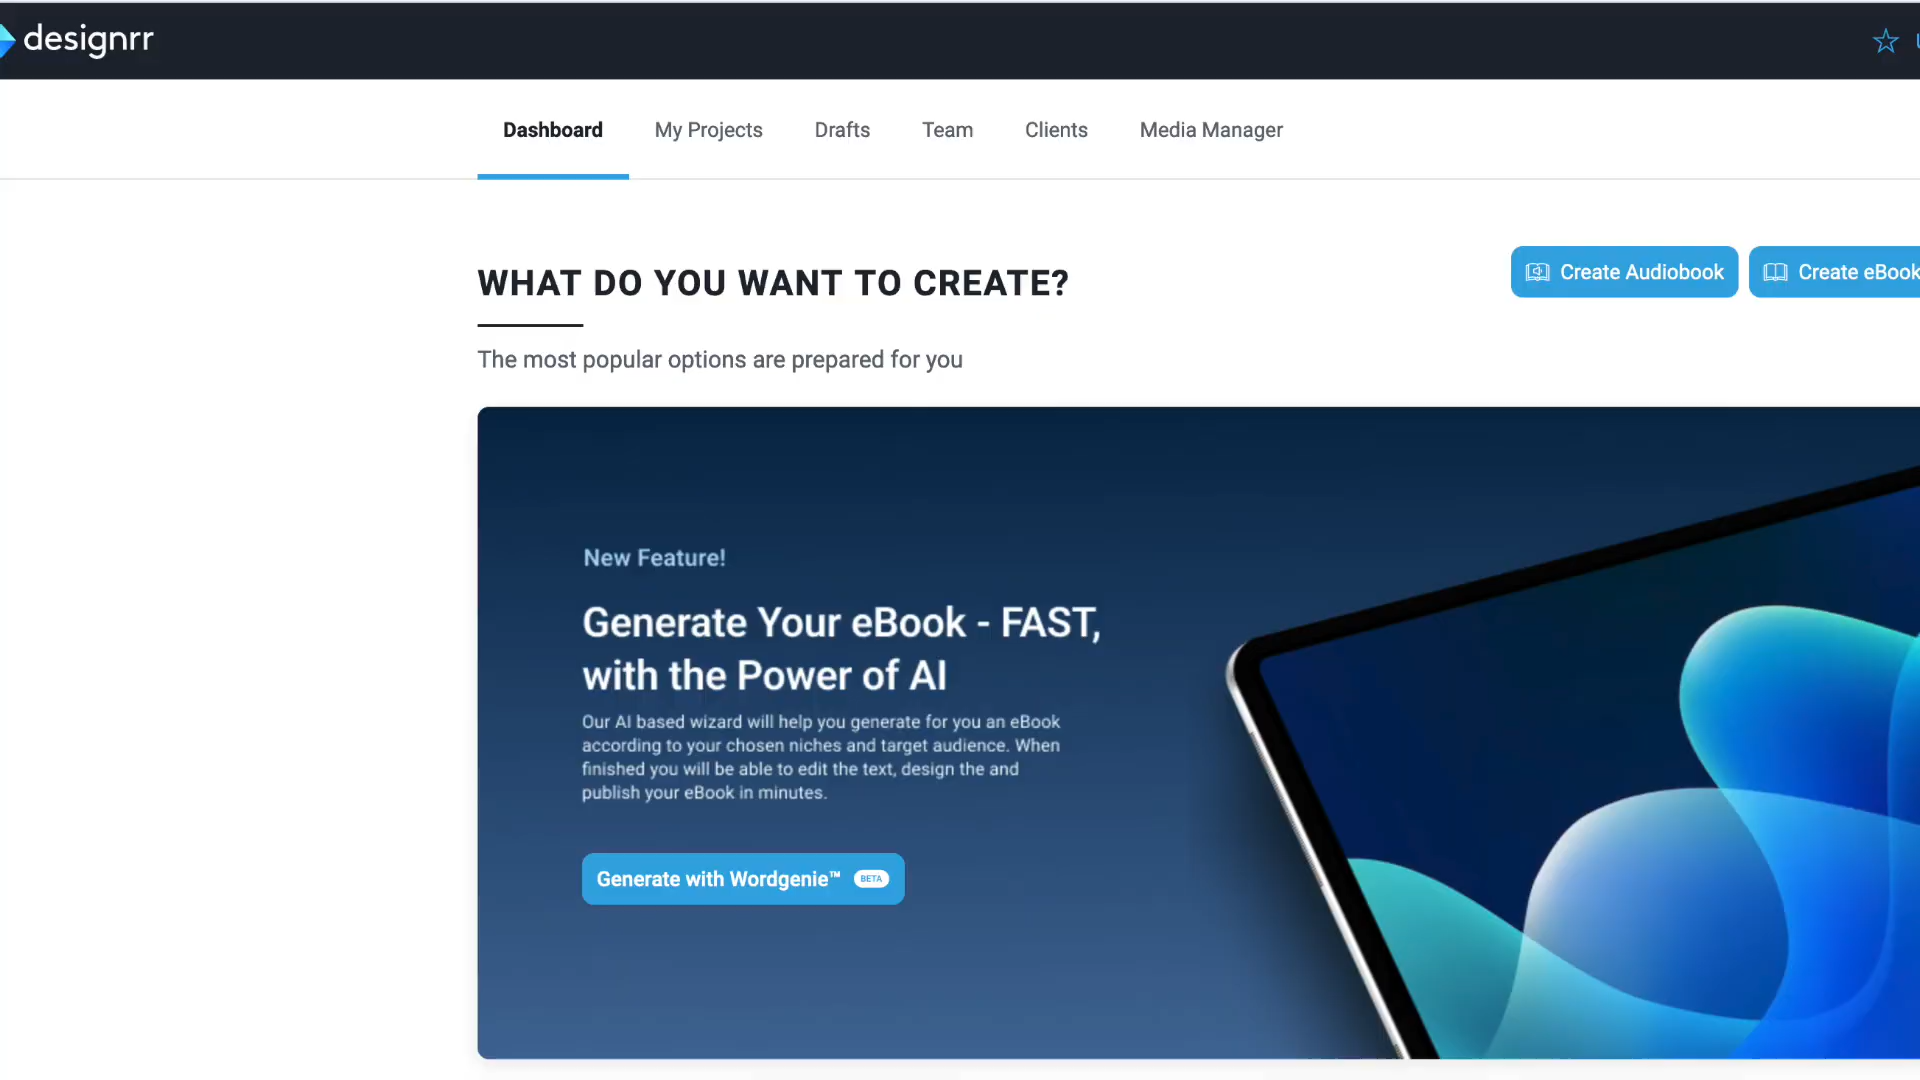 designrr
Dashboard My Projects Drafts Team Clients Media Manager
WHAT DO YOU WANT TO CREATE?
Create Audiobook Create eBook
The most popular options are prepared for you
New Feature!
Generate Your eBook - FAST,
with the Power of AI
Our AI based wizard will help you generate for you an eBook
according to your chosen niches and target audience. When
finished you will be able to edit the text, design the and
publish your eBook in minutes.
Generate with Wordgenie™ BETA